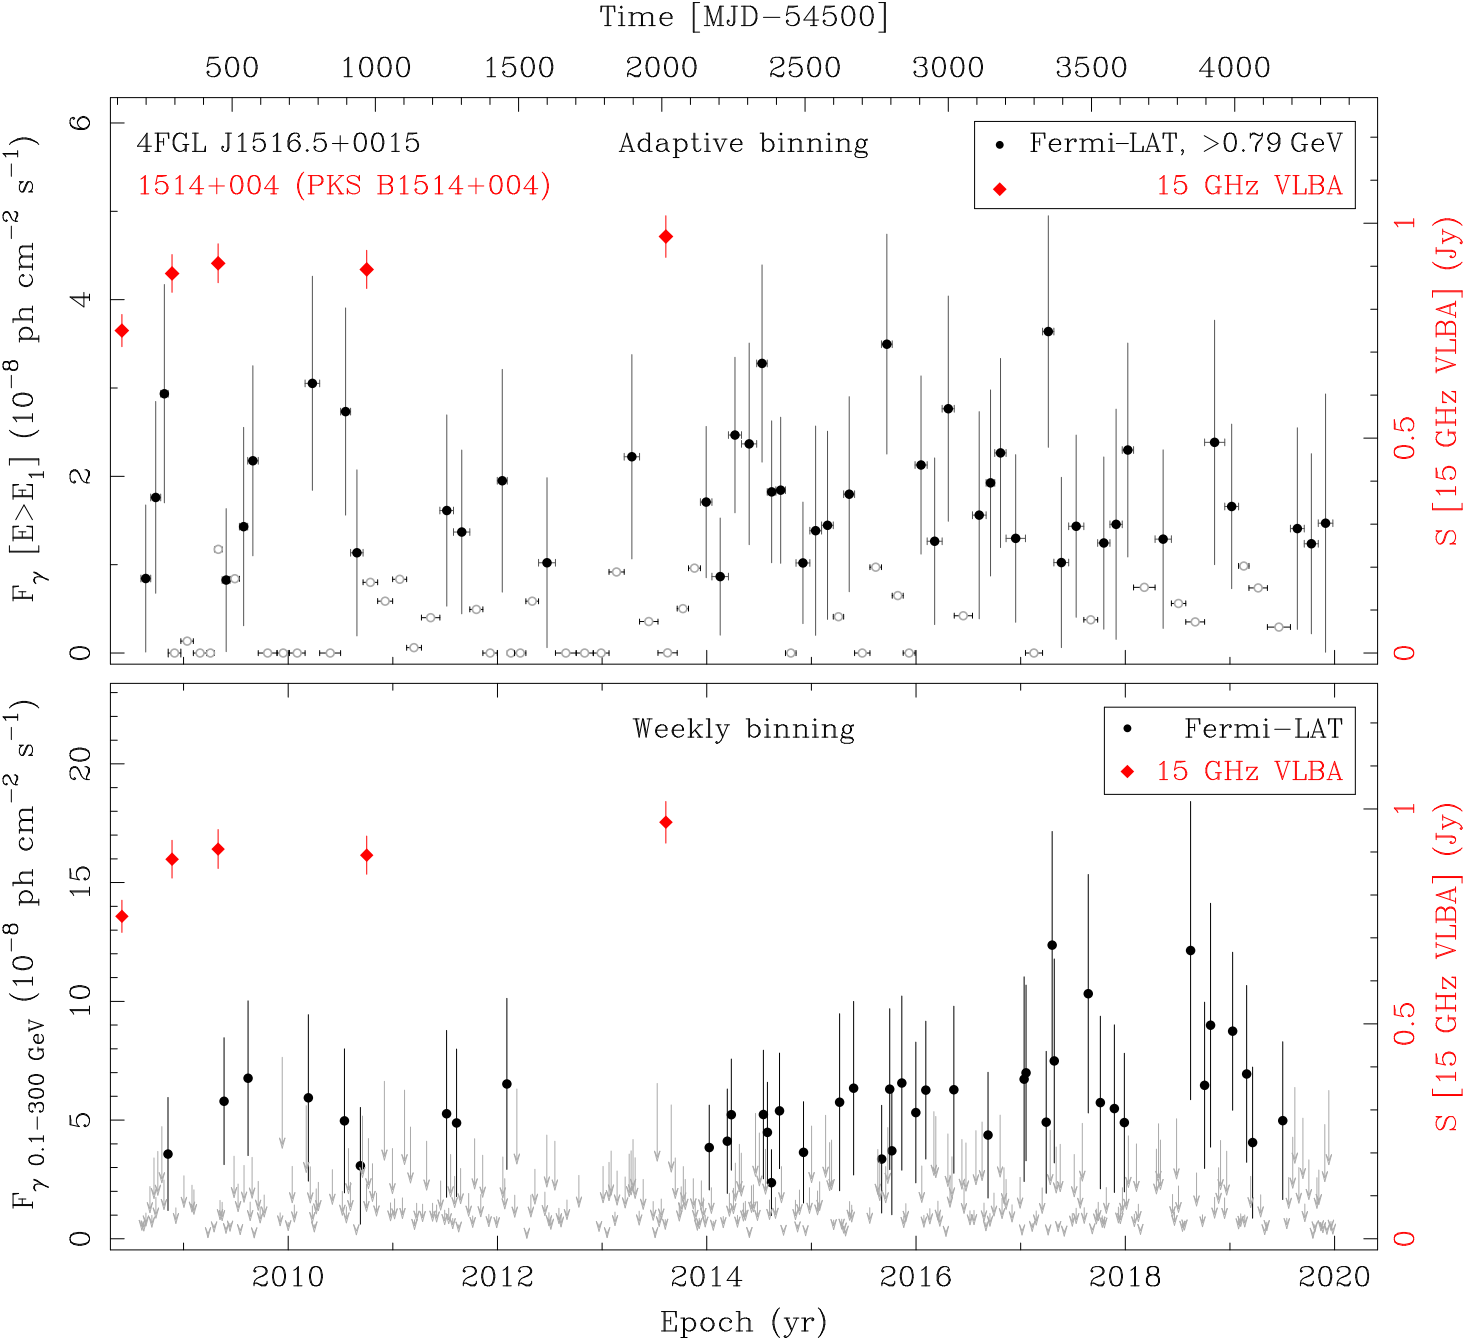 Time [MJD−54500]
500 1000 1500 2000 2500 3000 3500 4000
4FGL J1516.5+0015
1514+004 (PKS B1514+004)
Adaptive binning
Fermi−LAT, >0.79 GeV
15 GHz VLBA
F γ [E>E1] (10−8 ph cm−2 s−1)
6
4
2
0
S [15 GHz VLBA] (Jy)
1
0.5
0
Weekly binning
Fermi−LAT
15 GHz VLBA
F γ 0.1−300 GeV (10−8 ph cm−2 s−1)
20
15
10
5
0
S [15 GHz VLBA] (Jy)
1
0.5
0
2010 2012 2014 2016 2018 2020
Epoch (yr)